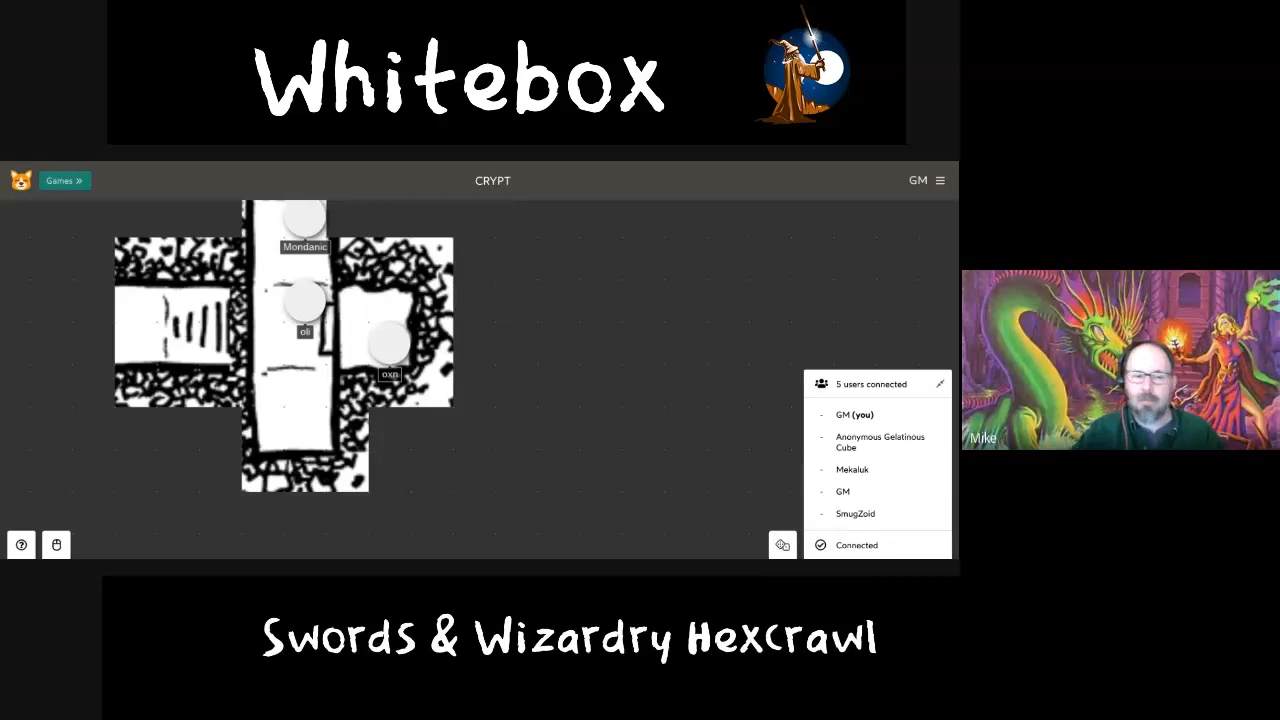 Whitebox
Games »
CRYPT
GM
Mondanic
oli
oxn
5 users connected
- GM (you)
- Anonymous Gelatinous
Cube
- Mekaluk
- GM
- SmugZoid
Connected
Mike
Swords & Wizardry Hexcrawl